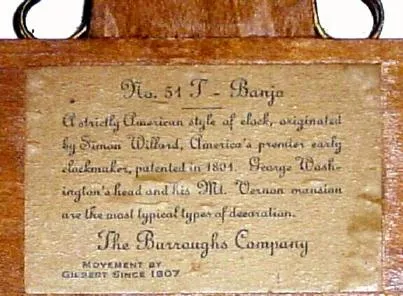 No. 51 T - Banjo
A strictly American style of clock, originated
by Simon Willard, America's premier early
clockmaker, patented in 1801. George Wash-
ington's head and his Mt. Vernon mansion
are the most typical types of decoration.
The Burroughs Company
MOVEMENT BY
GILBERT SINCE 1807